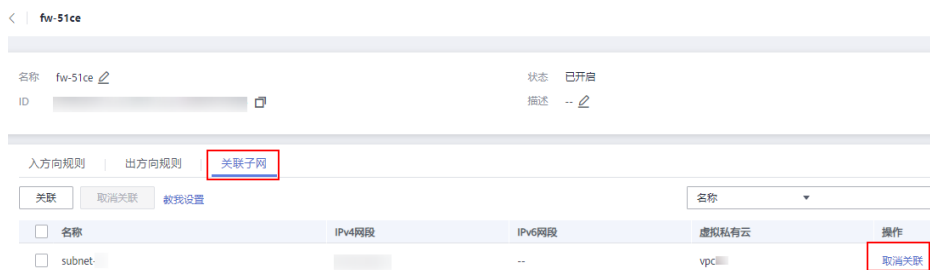 fw-51ce
名称 fw-51ce 状态 已开启
ID 描述 --
入方向规则 出方向规则 关联子网
关联 取消关联 教我设置 名称
名称 IPv4网段 IPv6网段 虚拟私有云 操作
subnet- -- vpc 取消关联